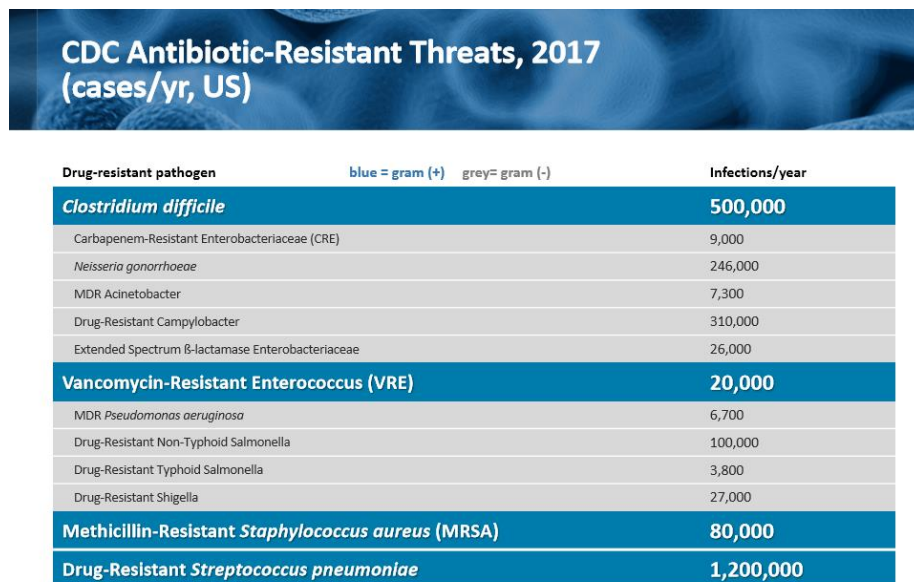 CDC Antibiotic-Resistant Threats, 2017
(cases/yr, US)
Drug-resistant pathogen blue = gram (+) grey= gram (-) Infections/year
Clostridium difficile 500,000
Carbapenem-Resistant Enterobacteriaceae (CRE) 9,000
Neisseria gonorrhoeae 246,000
MDR Acinetobacter 7,300
Drug-Resistant Campylobacter 310,000
Extended Spectrum ß-lactamase Enterobacteriaceae 26,000
Vancomycin-Resistant Enterococcus (VRE) 20,000
MDR Pseudomonas aeruginosa 6,700
Drug-Resistant Non-Typhoid Salmonella 100,000
Drug-Resistant Typhoid Salmonella 3,800
Drug-Resistant Shigella 27,000
Methicillin-Resistant Staphylococcus aureus (MRSA) 80,000
Drug-Resistant Streptococcus pneumoniae 1,200,000